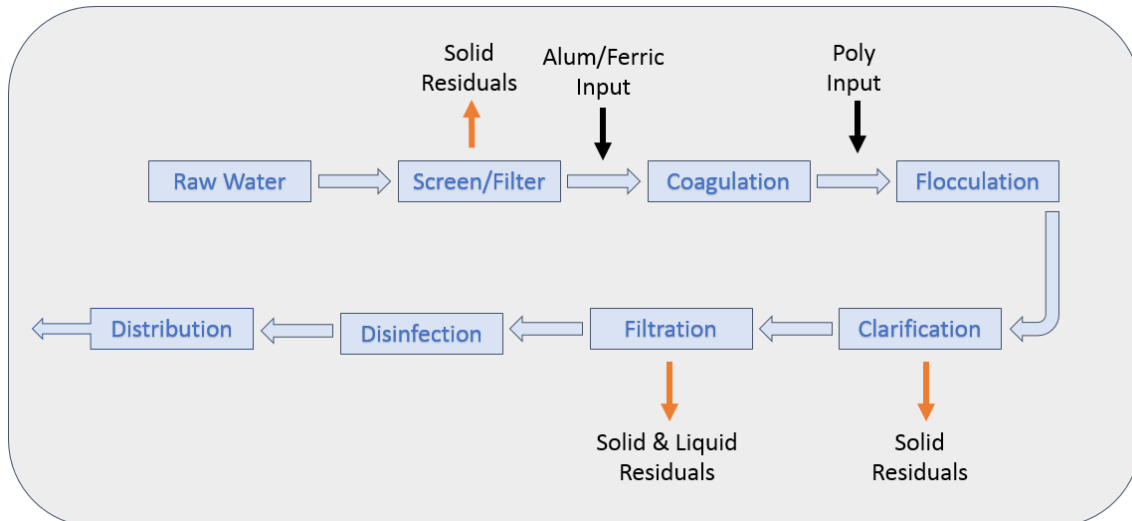 Solid
Residuals
Alum/Ferric
Input
Poly
Input
Raw Water
Screen/Filter
Coagulation
Flocculation
Distribution
Disinfection
Filtration
Clarification
Solid & Liquid
Residuals
Solid
Residuals